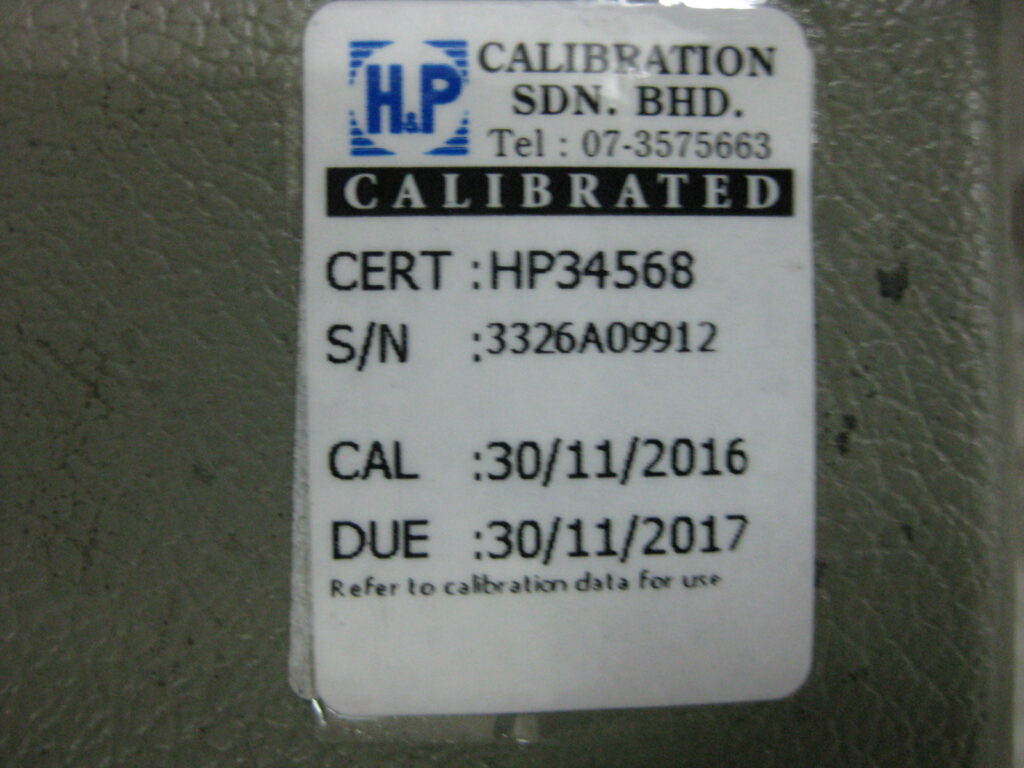 H&P CALIBRATION
SDN. BHD.
Tel : 07-3575663
CALIBRATED
CERT :HP34568
S/N :3326A09912
CAL :30/11/2016
DUE :30/11/2017
Refer to calibration data for use